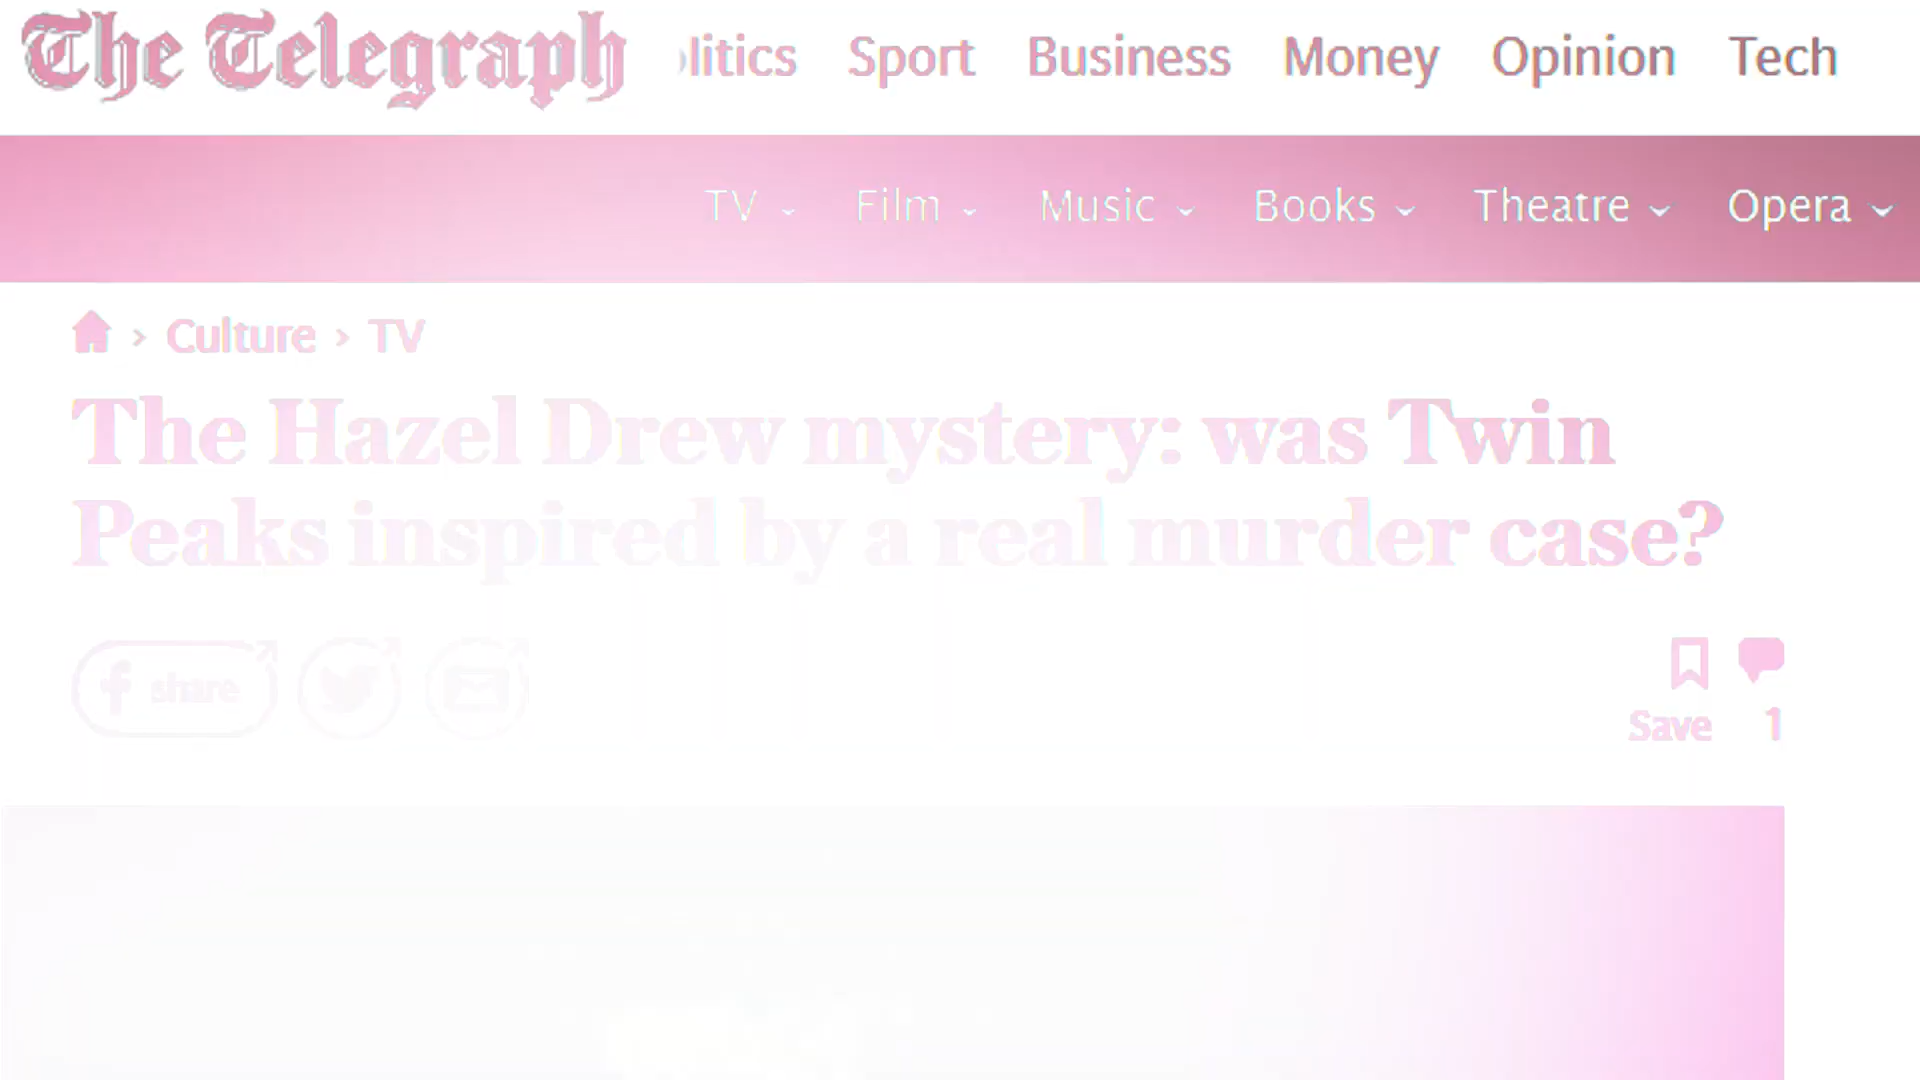 The Telegraph
olitics Sport Business Money Opinion Tech
TV Film Music Books Theatre Opera
Culture > TV
The Hazel Drew mystery: was Twin
Peaks inspired by a real murder case?
share
Save 1